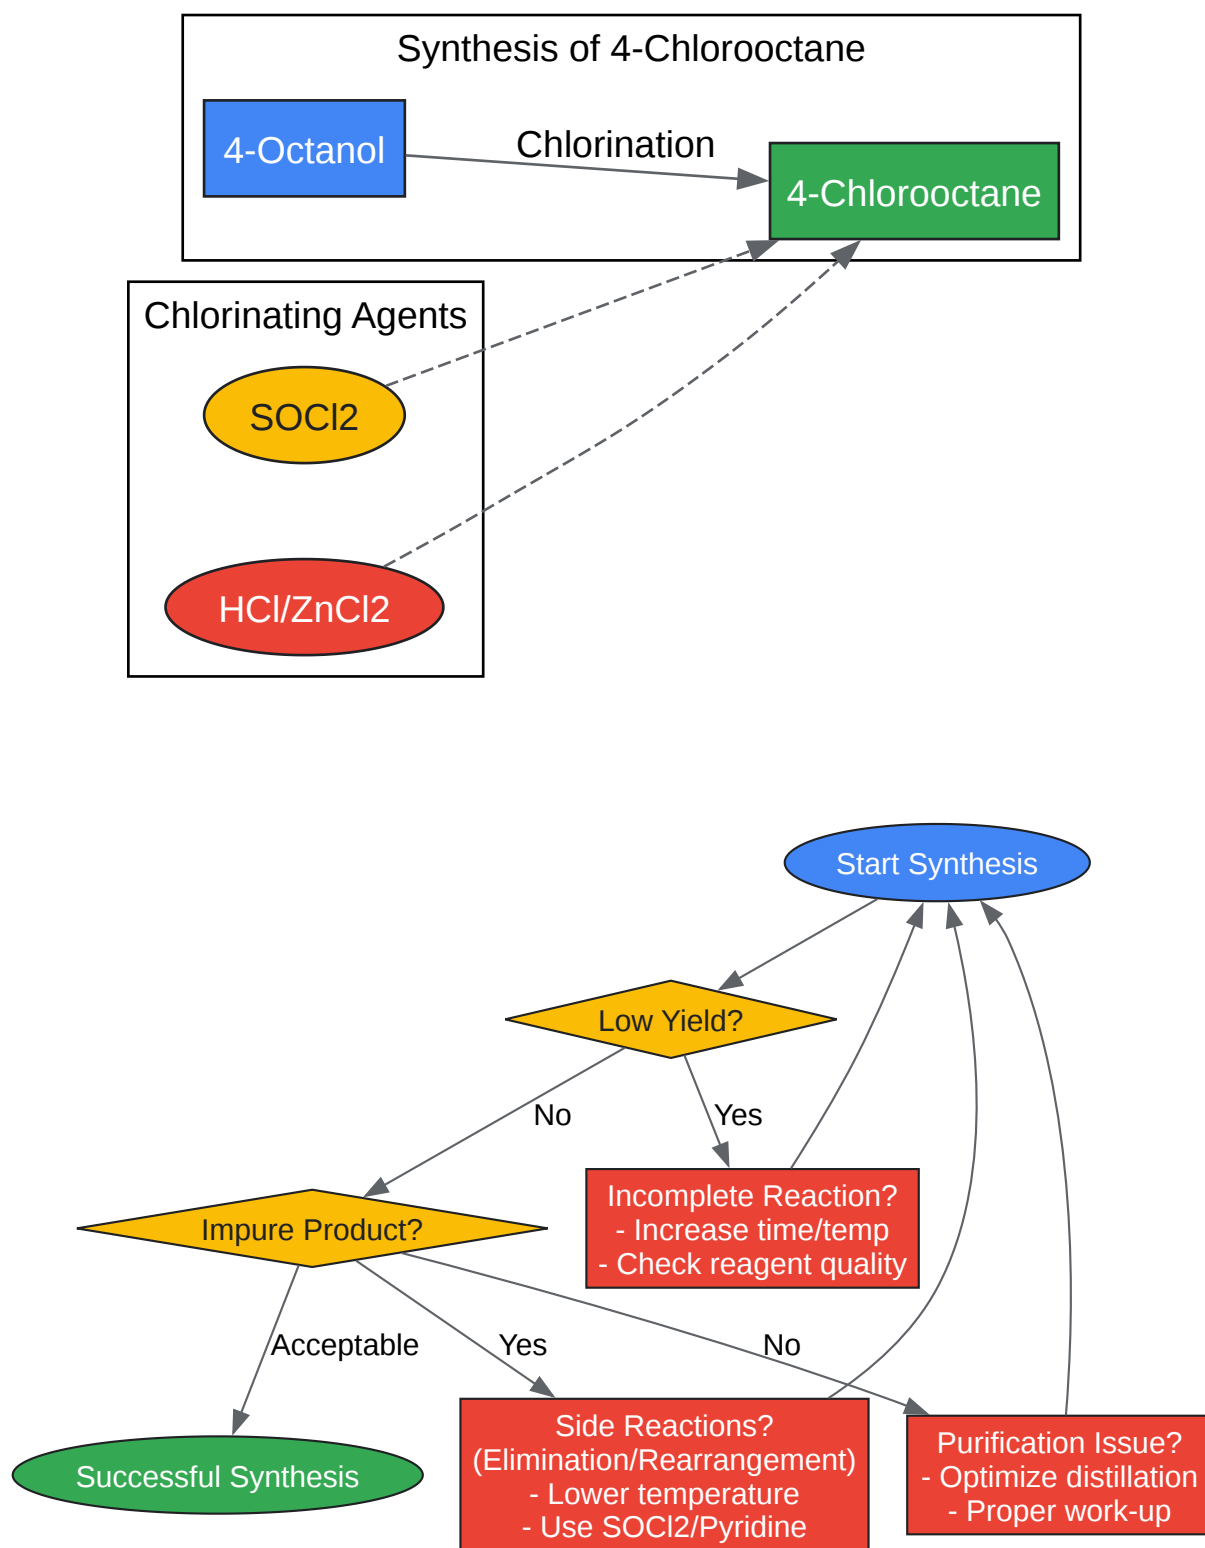 Synthesis of 4-Chlorooctane
4-Octanol
Chlorination
4-Chlorooctane
Chlorinating Agents
SOCl2
HCl/ZnCl2
Start Synthesis
Low Yield?
No
Yes
Incomplete Reaction?
- Increase time/temp
- Check reagent quality
Impure Product?
Acceptable
Yes
No
Successful Synthesis
Side Reactions?
(Elimination/Rearrangement)
- Lower temperature
- Use SOCl2/Pyridine
Purification Issue?
- Optimize distillation
- Proper work-up